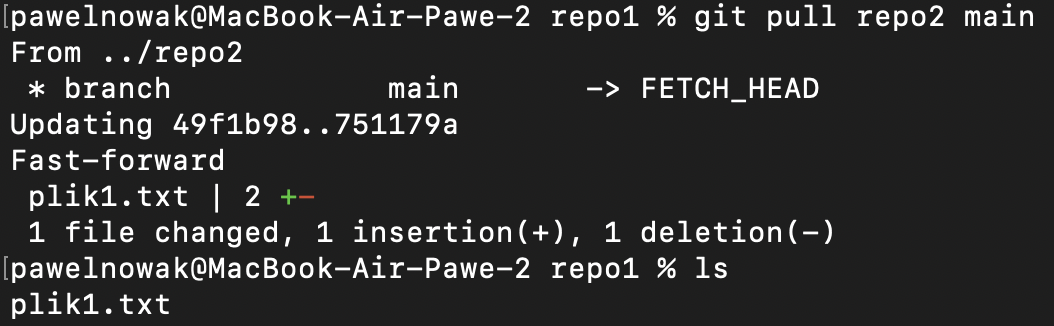 [pawelnowak@MacBook-Air-Pawe-2 repo1 % git pull repo2 main
From ../repo2
 * branch            main       -> FETCH_HEAD
Updating 49f1b98..751179a
Fast-forward
 plik1.txt | 2 +-
 1 file changed, 1 insertion(+), 1 deletion(-)
[pawelnowak@MacBook-Air-Pawe-2 repo1 % ls
plik1.txt